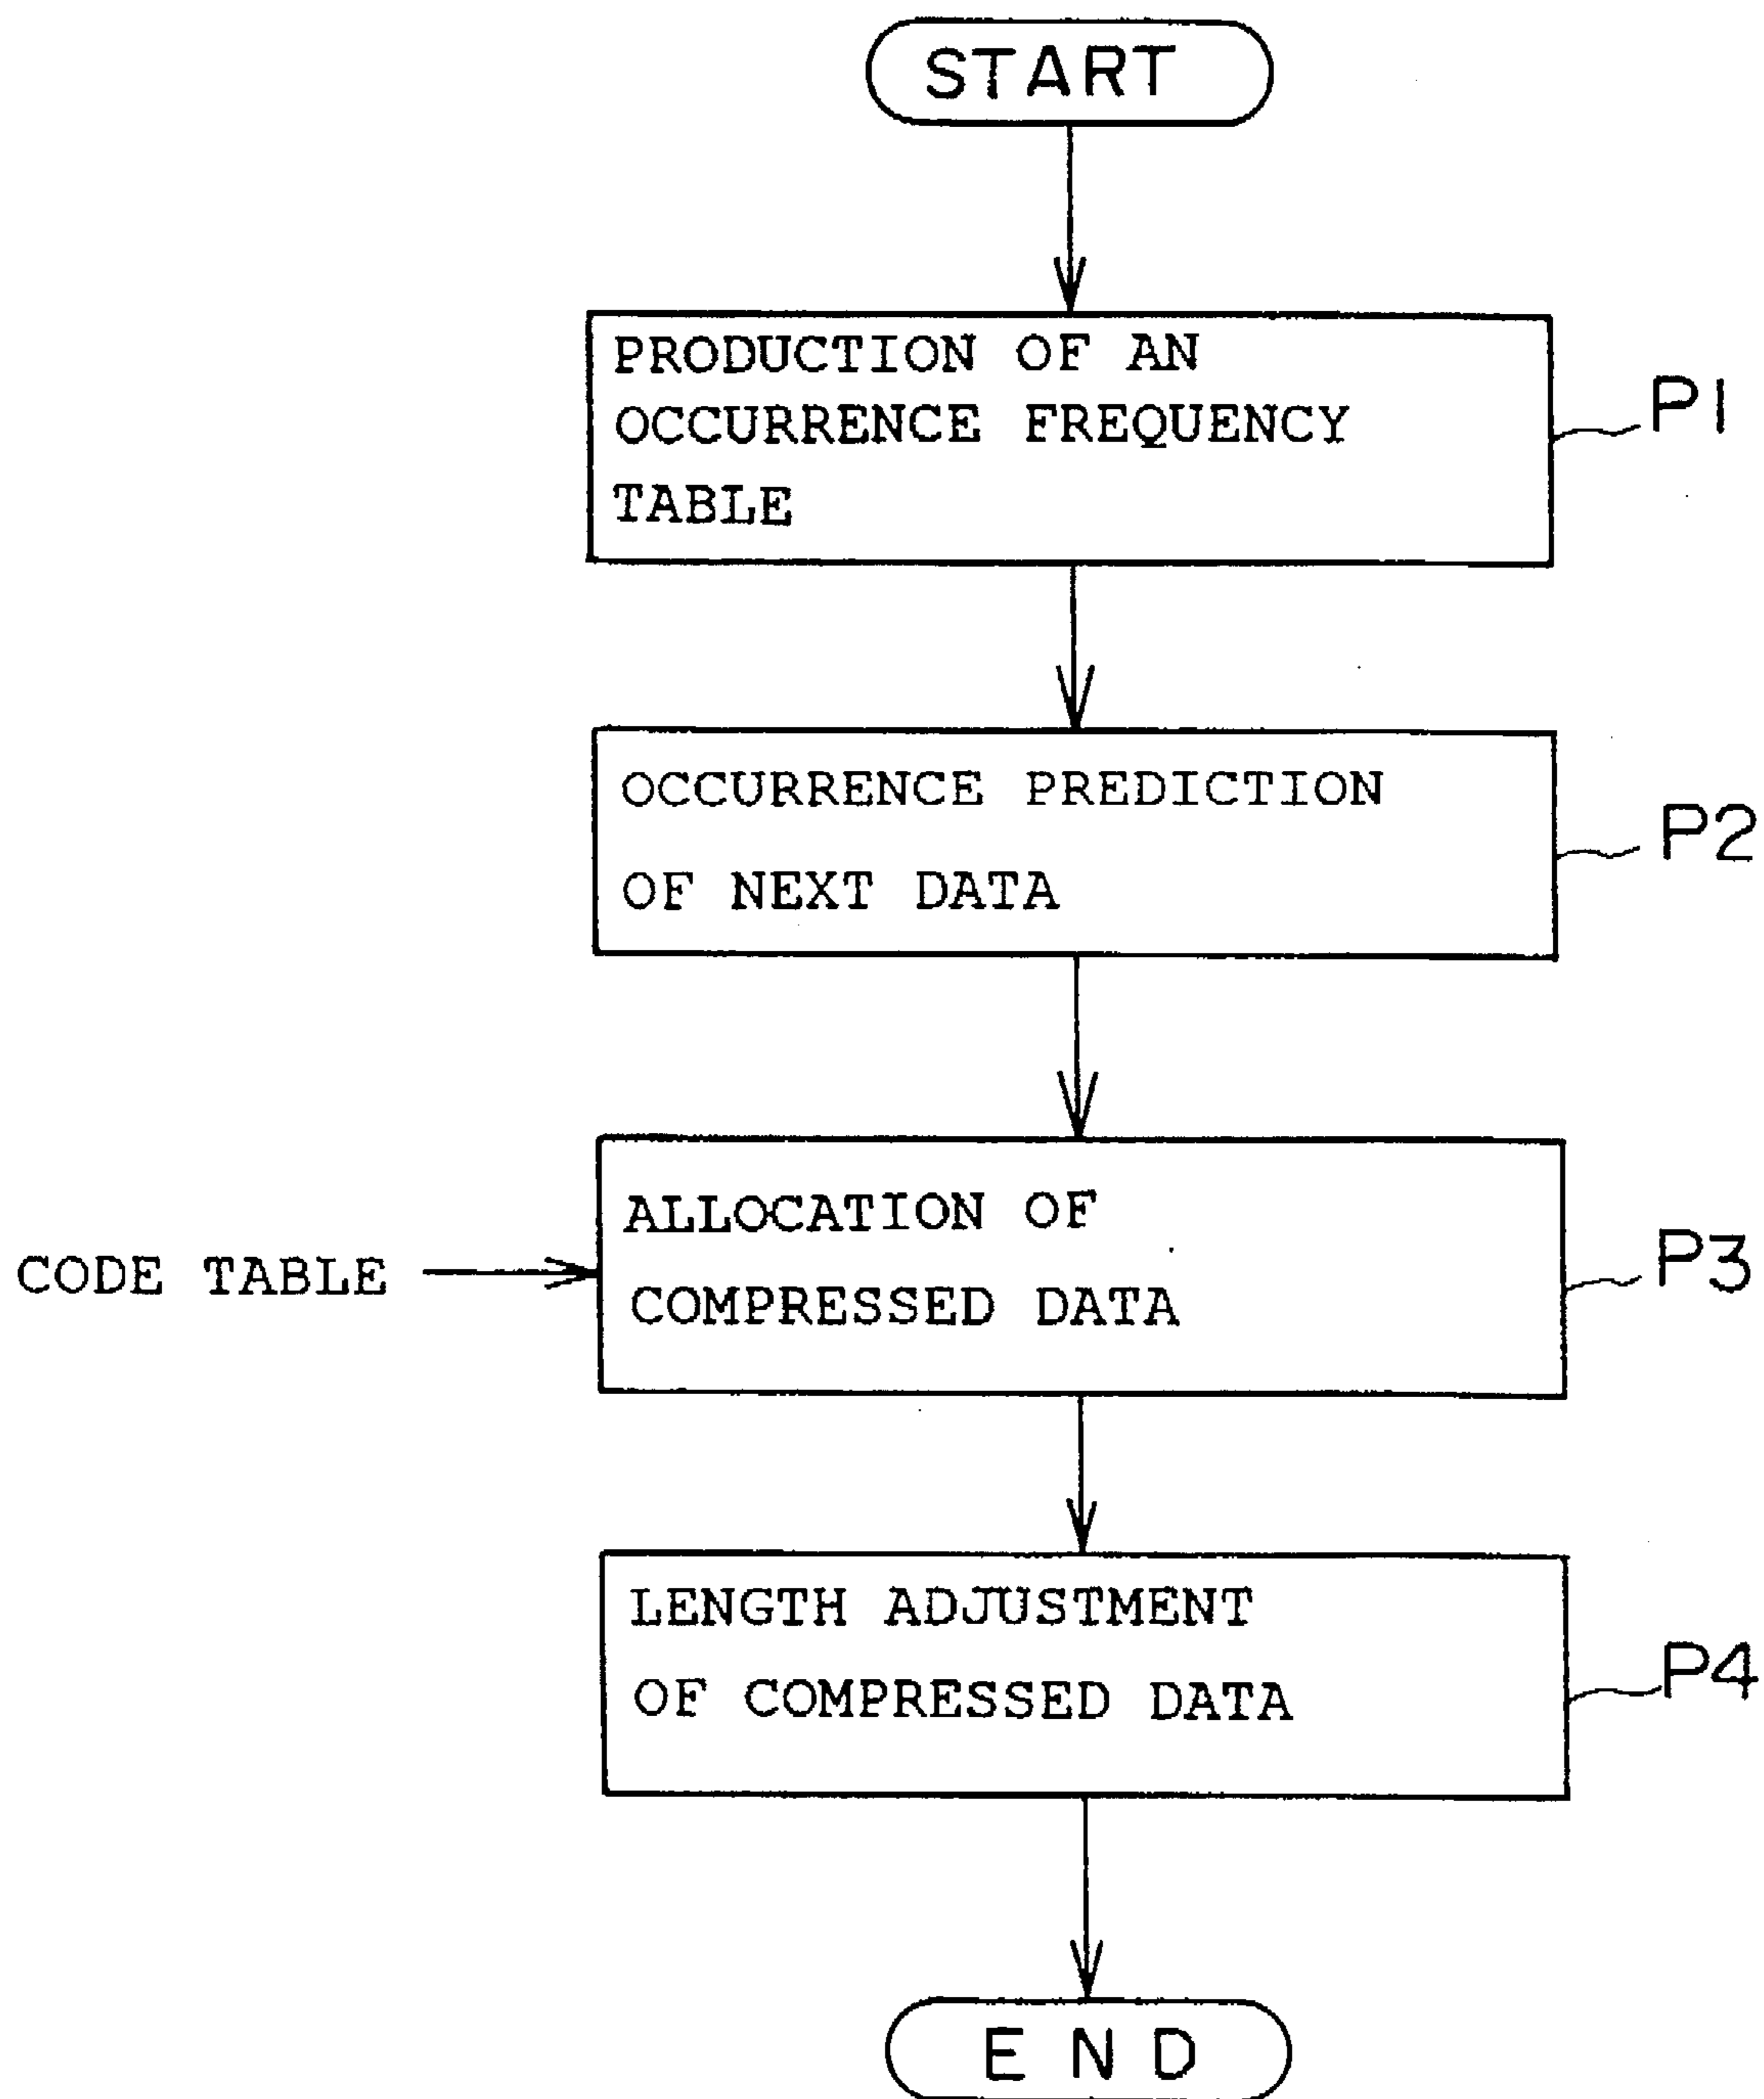 START
PRODUCTION OF AN
OCCURRENCE FREQUENCY
TABLE
P1
OCCURRENCE PREDICTION
OF NEXT DATA
P2
CODE TABLE
ALLOCATION OF
COMPRESSED DATA
P3
LENGTH ADJUSTMENT
OF COMPRESSED DATA
P4
END